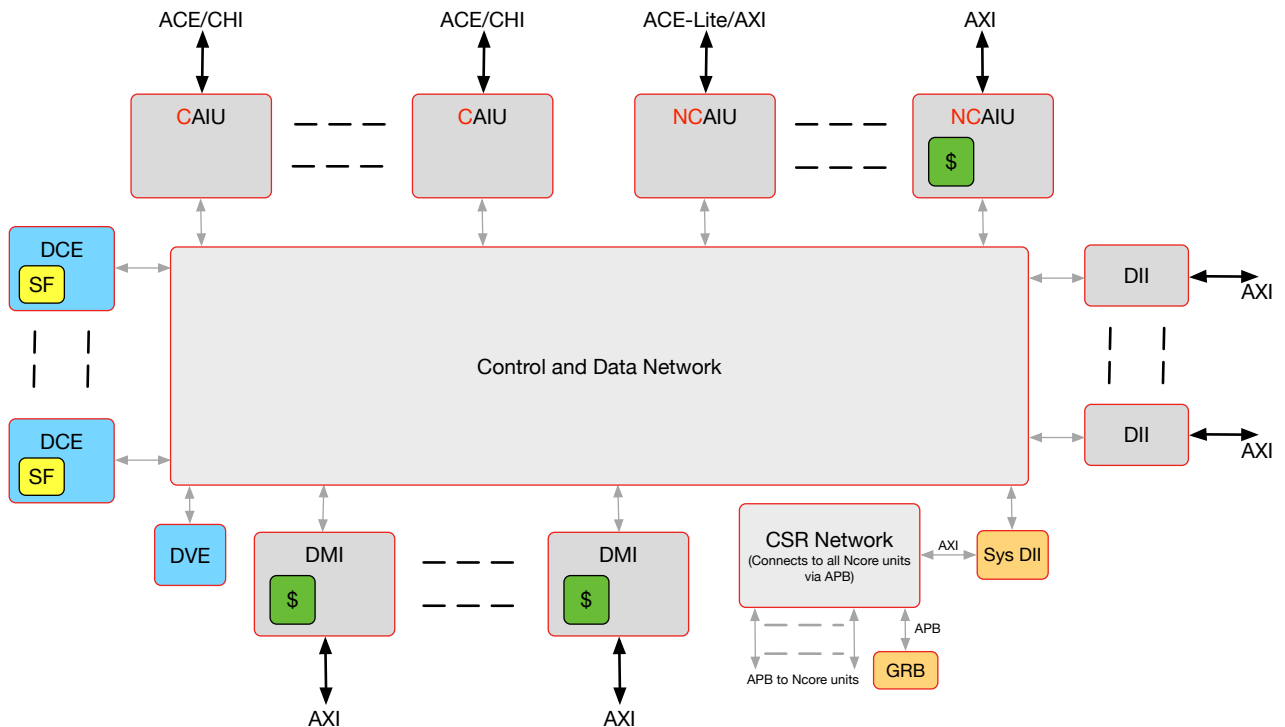 ACE/CHI
ACE/CHI
ACE-Lite/AXI
AXI
CAIU
CAIU
NCAIU
NCAIU
$
DCE
SF
DII
AXI
Control and Data Network
DCE
SF
DII
AXI
DVE
DMI
$
DMI
$
CSR Network
(Connects to all Ncore units
via APB)
AXI
Sys DII
APB
APB to Ncore units
GRB
AXI
AXI